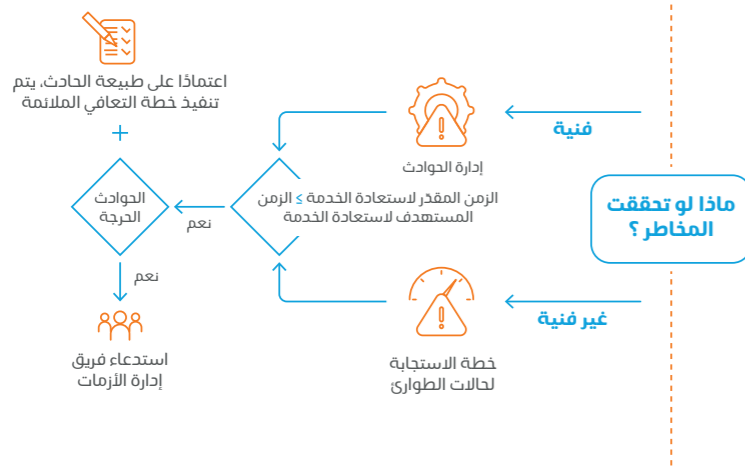 ماذا لو تحققت
المخاطر ؟
فنية
إدارة الحوادث
غير فنية
خطة الاستجابة
لحالات الطوارئ
الزمن المقدّر لاستعادة الخدمة ≥ الزمن
المستهدف لاستعادة الخدمة
نعم
الحوادث
الحرجة
+
اعتمادًا على طبيعة الحادث، يتم
تنفيذ خطة التعافي الملائمة
نعم
استدعاء فريق
إدارة الأزمات